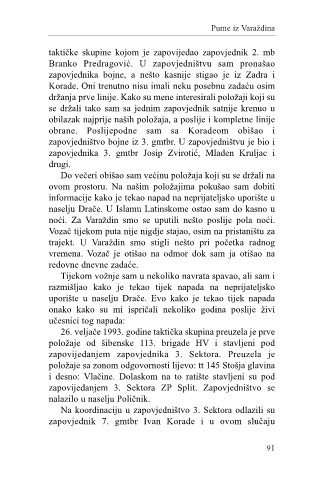 Pume iz Varaždina
taktičke skupine kojom je zapovijedao zapovjednik 2. mb
Branko Predragović. U zapovjedništvu sam pronašao
zapovjednika bojne, a nešto kasnije stigao je iz Zadra i
Korade. Oni trenutno nisu imali neku posebnu zadaću osim
držanja prve linije. Kako su mene interesirali položaji koji su
se držali tako sam sa jednim zapovjednik satnije krenuo u
obilazak najprije naših položaja, a poslije i kompletne linije
obrane. Poslijepodne sam sa Koradeom obišao i
zapovjedništvo bojne iz 3. gmtbr. U zapovjedništvu je bio i
zapovjednika 3. gmtbr Josip Zvirotić, Mladen Kruljac i
drugi.
Do večeri obišao sam većinu položaja koji su se držali na
ovom prostoru. Na našim položajima pokušao sam dobiti
informacije kako je tekao napad na neprijateljsko uporište u
naselju Drače. U Islamu Latinskome ostao sam do kasno u
noći. Za Varaždin smo se uputili nešto poslije pola noći.
Vozač tijekom puta nije nigdje stajao, osim na pristaništu za
trajekt. U Varaždin smo stigli nešto pri početka radnog
vremena. Vozač je otišao na odmor dok sam ja otišao na
redovne dnevne zadaće.
Tijekom vožnje sam u nekoliko navrata spavao, ali sam i
razmišljao kako je tekao tijek napada na neprijateljsko
uporište u naselju Drače. Evo kako je tekao tijek napada
onako kako su mi ispričali nekoliko godina poslije živi
učesnici tog napada:
26. veljače 1993. godine taktička skupina preuzela je prve
položaje od šibenske 113. brigade HV i stavljeni pod
zapovijedanjem zapovjednika 3. Sektora. Preuzela je
položaje sa zonom odgovornosti lijevo: tt 145 Stošja glavina
i desno: Vlačine. Dolaskom na to ratište stavljeni su pod
zapovijedanjem 3. Sektora ZP Split. Zapovjedništvo se
nalazilo u naselju Poličnik.
Na koordinaciju u zapovjedništvo 3. Sektora odlazili su
zapovjednik 7. gmtbr Ivan Korade i u ovom slučaju
91